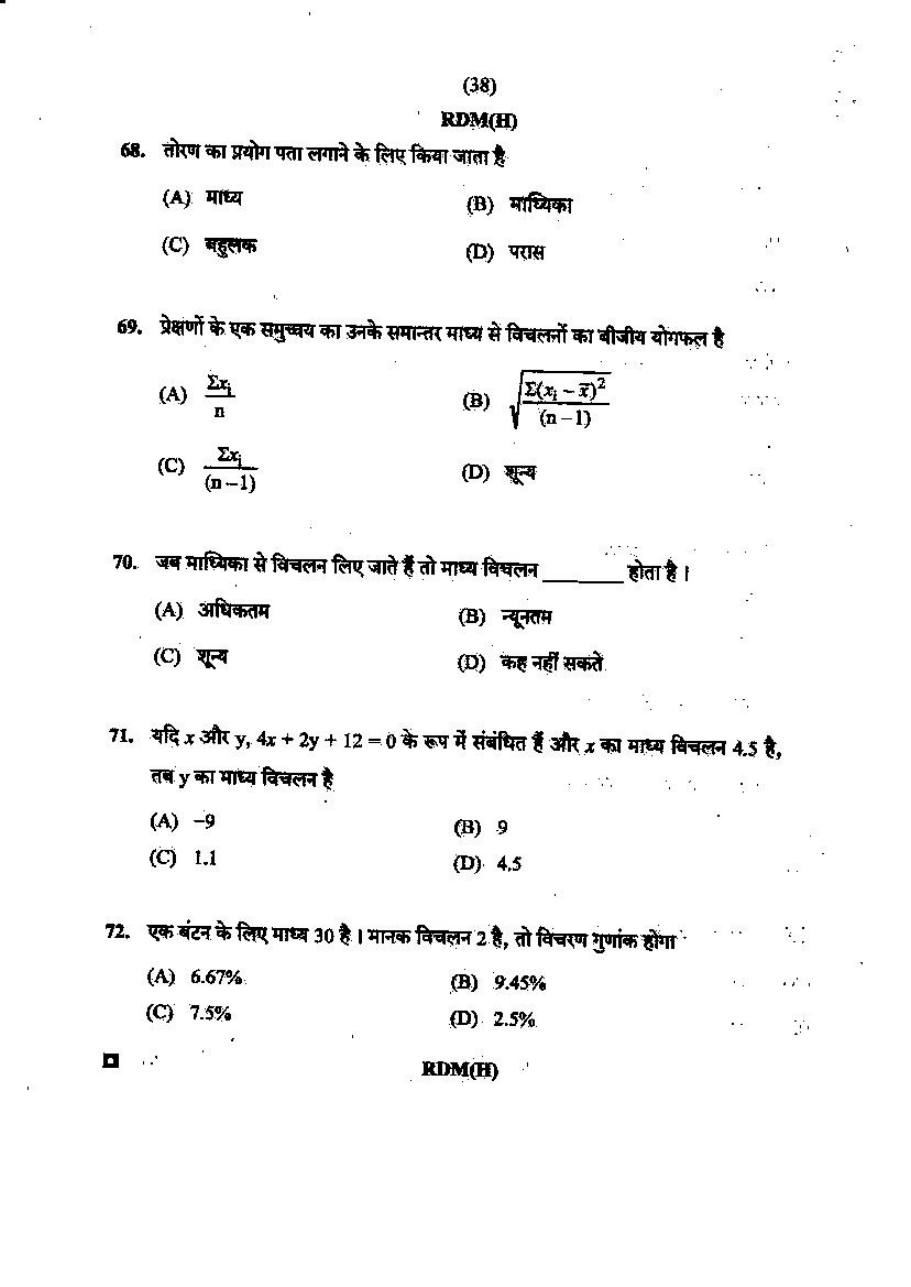 (38)
RDM(H)
68. तोरण का प्रयोग पता लगाने के लिए किया जाता है
(A) माध्य (B) माध्यिका
(C) बहुलक (D) परास
69. प्रेक्षणों के एक समुच्चय का उनके समान्तर माध्य से विचलनों का बीजीय योगफल है
(A) Σxᵢ/n (B) √(Σ(xᵢ – x̄)²/(n – 1))
(C) Σxᵢ/(n – 1) (D) शून्य
70. जब माध्यिका से विचलन लिए जाते हैं तो माध्य विचलन ________ होता है ।
(A) अधिकतम (B) न्यूनतम
(C) शून्य (D) कह नहीं सकते
71. यदि x और y, 4x + 2y + 12 = 0 के रूप में संबंधित हैं और x का माध्य विचलन 4.5 है,
तब y का माध्य विचलन है
(A) –9 (B) 9
(C) 1.1 (D) 4.5
72. एक बंटन के लिए माध्य 30 है । मानक विचलन 2 है, तो विचरण गुणांक होगा
(A) 6.67% (B) 9.45%
(C) 7.5% (D) 2.5%
RDM(H)